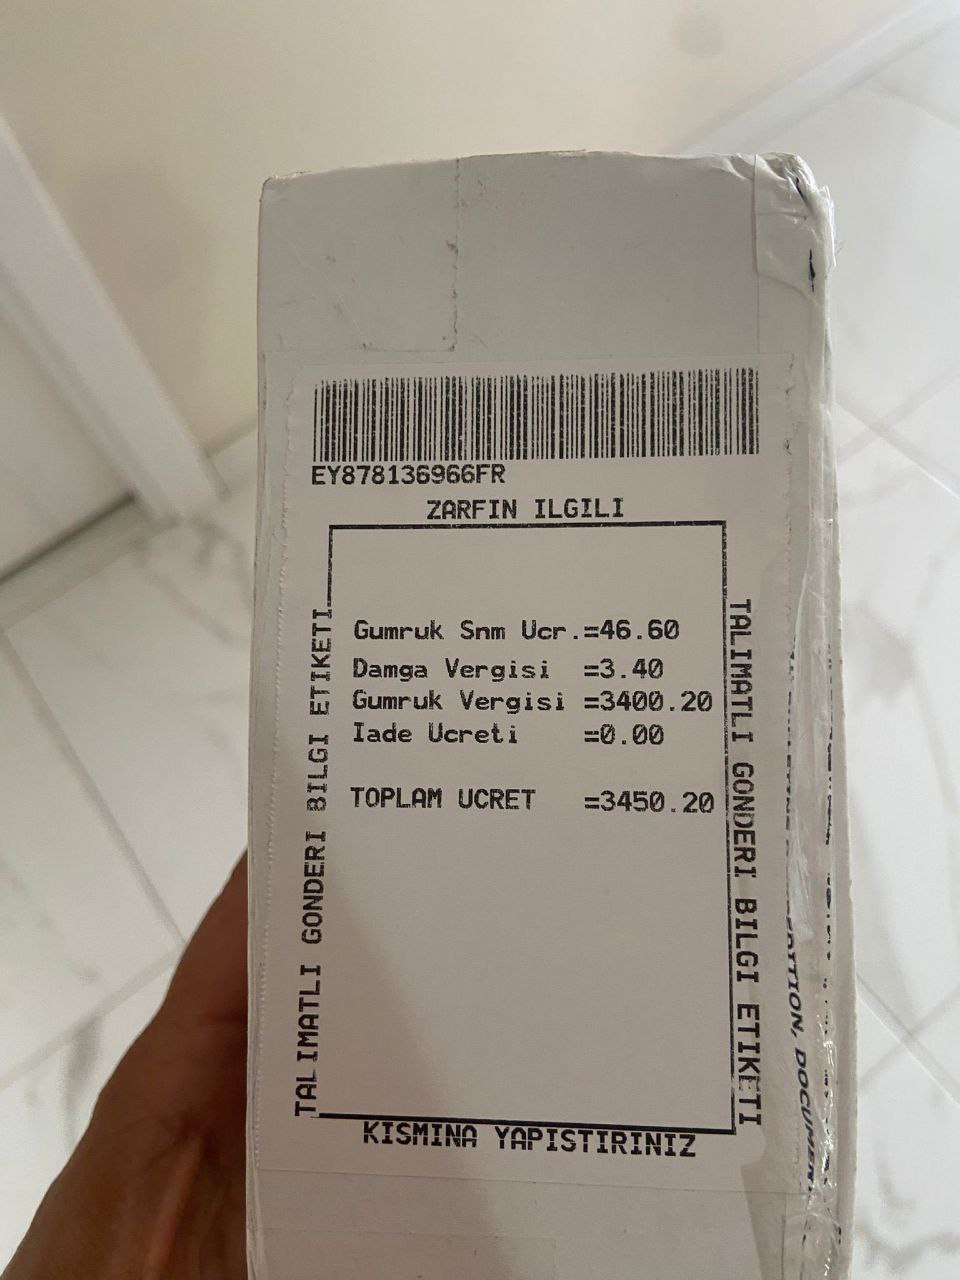 EY878136966FR
ZARFIN ILGILI
TALIMATLI GONDERI BILGI ETIKETI
Gumruk Snm Ucr.=46.60
Damga Vergisi =3.40
Gumruk Vergisi =3400.20
Iade Ucreti =0.00
TOPLAM UCRET =3450.20
TALIMATLI GONDERI BILGI ETIKETI
KISMINA YAPISTIRINIZ